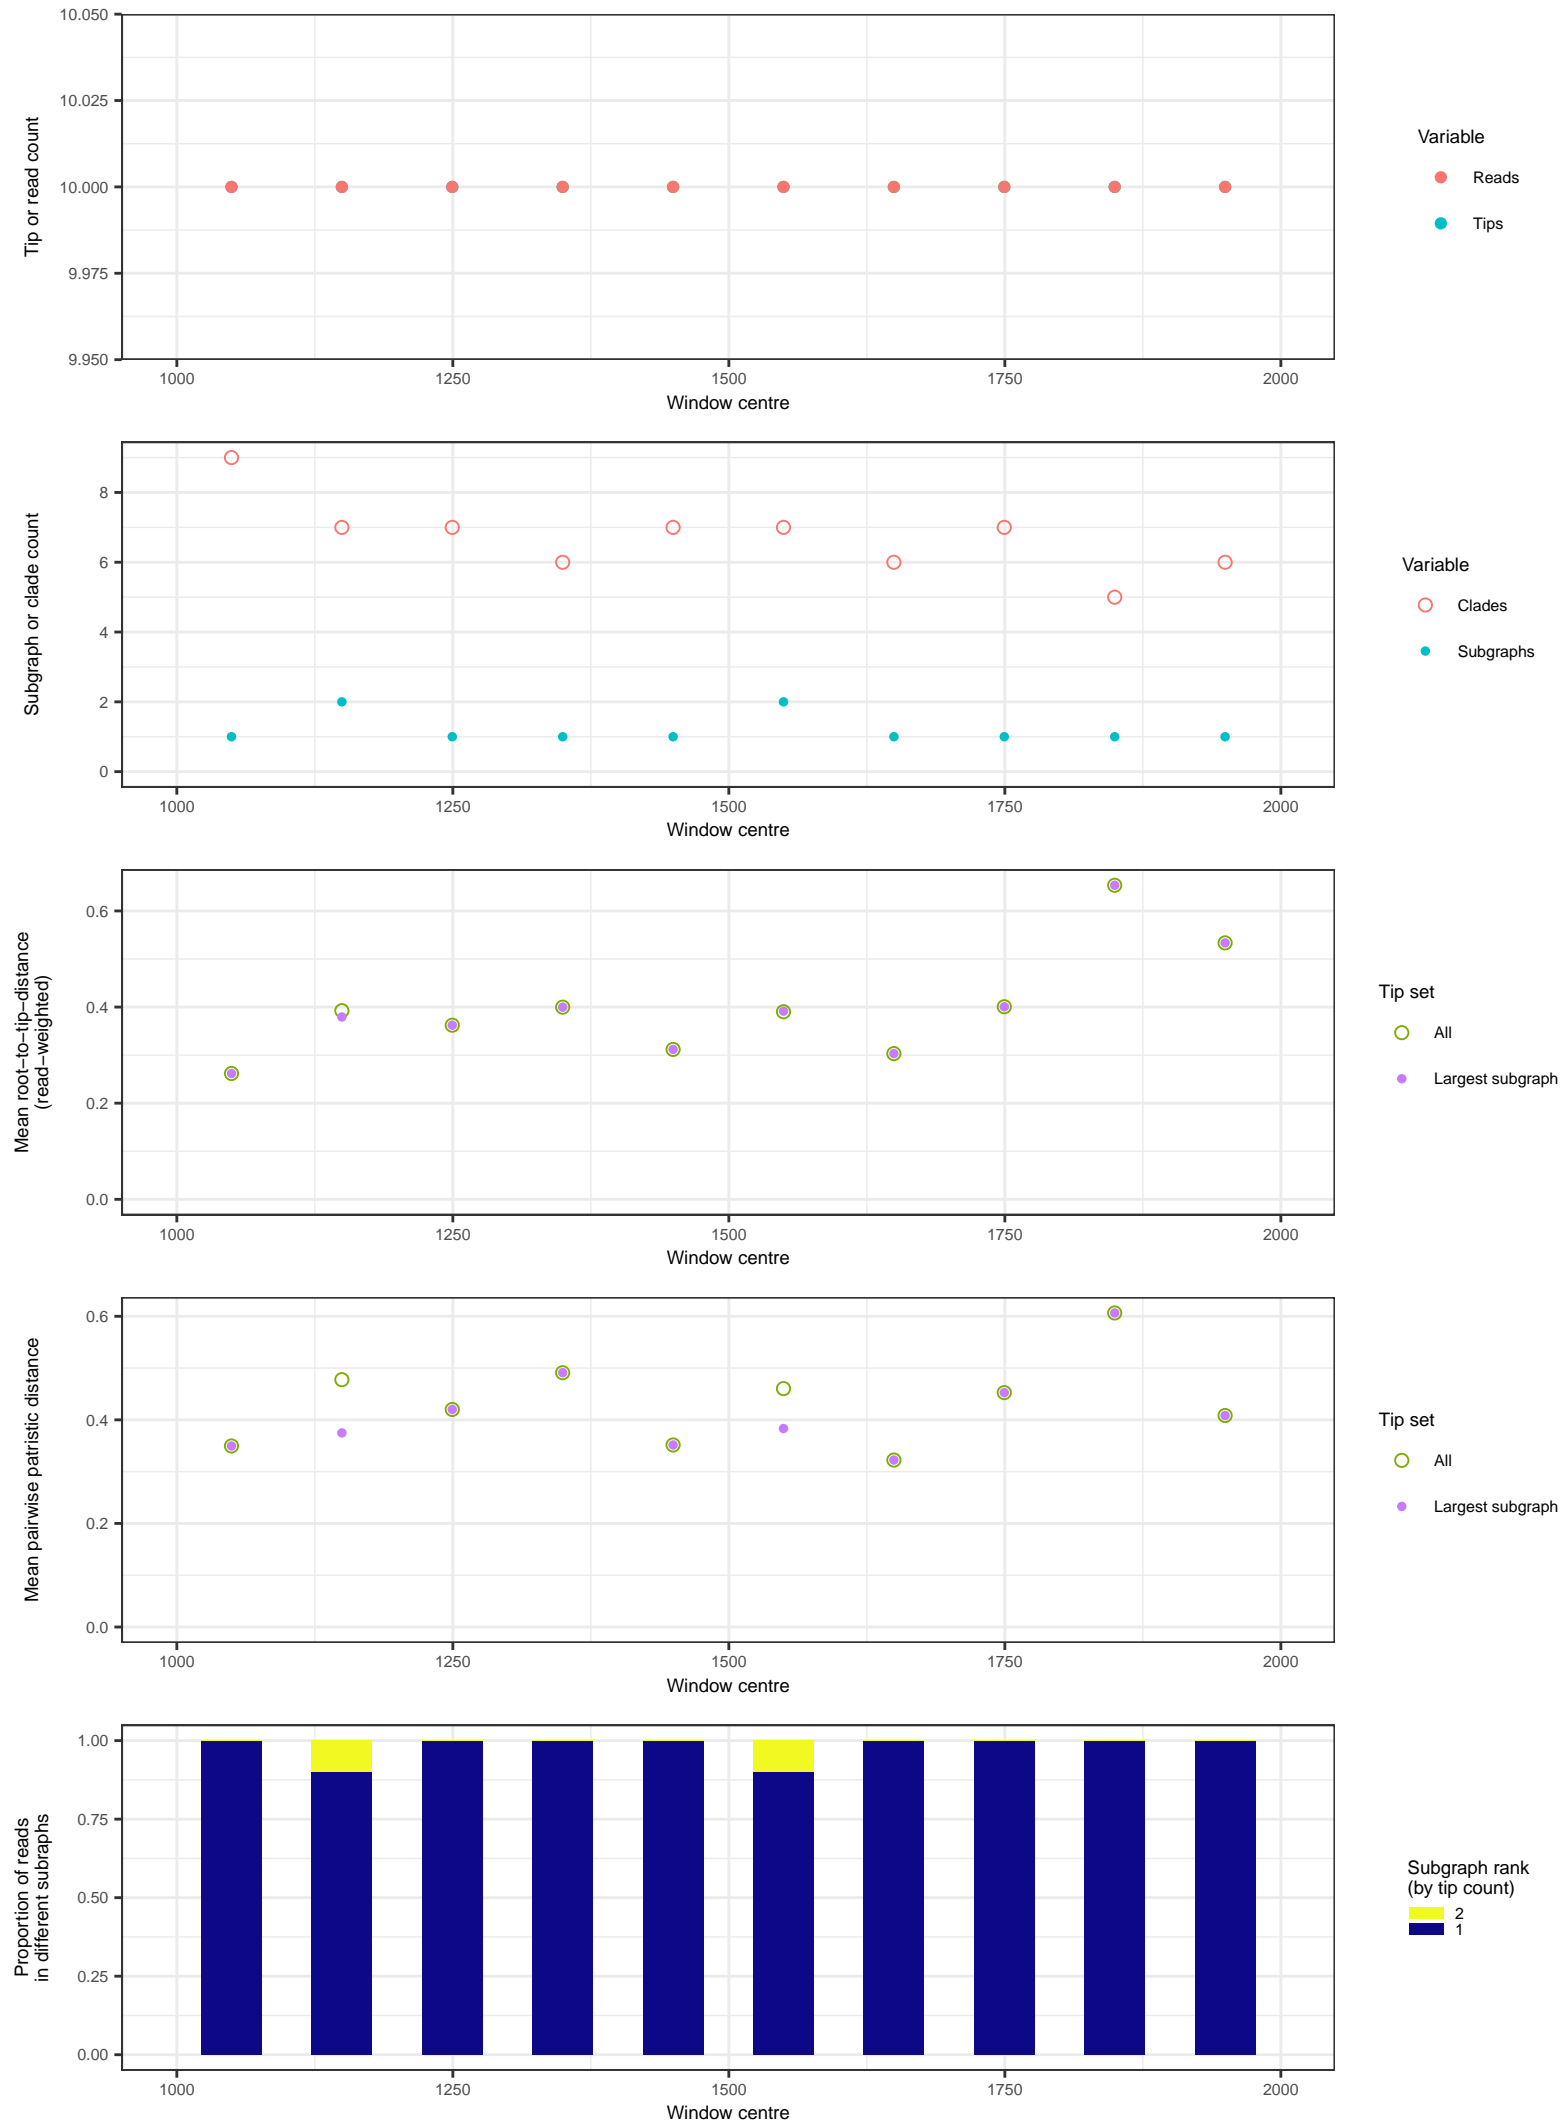 10.050
10.025
10.000
9.975
9.950
Tip or read count
1000 1250 1500 1750 2000
Window centre
Variable
Reads
Tips
8
6
4
2
0
Subgraph or clade count
1000 1250 1500 1750 2000
Window centre
Variable
Clades
Subgraphs
0.6
0.4
0.2
0.0
Mean root−to−tip−distance
(read−weighted)
1000 1250 1500 1750 2000
Window centre
Tip set
All
Largest subgraph
0.6
0.4
0.2
0.0
Mean pairwise patristic distance
1000 1250 1500 1750 2000
Window centre
Tip set
All
Largest subgraph
1.00
0.75
0.50
0.25
0.00
Proportion of reads
in different subraphs
1000 1250 1500 1750 2000
Window centre
Subgraph rank
(by tip count)
2
1